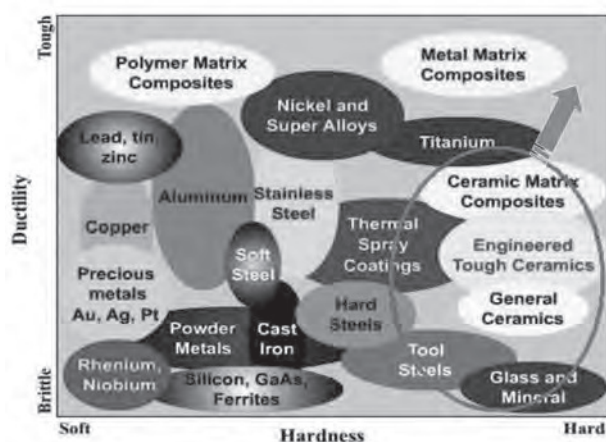 Tough
Polymer Matrix
Composites
Metal Matrix
Composites
Nickel and
Super Alloys
Lead, tin,
zinc
Titanium
Ductility
Aluminum
Stainless
Steel
Ceramic Matrix
Composites
Copper
Thermal
Spray
Coatings
Engineered
Tough Ceramics
Soft
Steel
Precious
metals
Au, Ag, Pt
General
Ceramics
Hard
Steels
Powder
Metals
Cast
Iron
Tool
Steels
Rhenium,
Niobium
Silicon, GaAs,
Ferrites
Glass and
Mineral
Brittle
Soft
Hardness
Hard